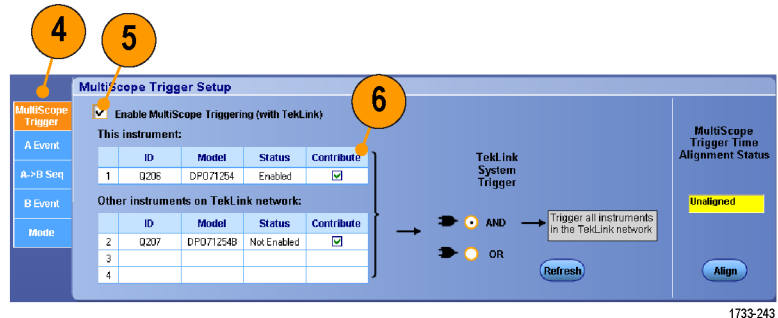 4
5
6
MultiScope Trigger Setup
MultiScope
Trigger
A Event
A->B Seq
B Event
Mode
Enable MultiScope Triggering (with TekLink)
This instrument:
ID Model Status Contribute
1 Q206 DPO71254 Enabled
Other instruments on TekLink network:
ID Model Status Contribute
2 Q207 DPO71254B Not Enabled
3
4
TekLink
System
Trigger
AND
OR
Trigger all instruments
in the TekLink network
Refresh
MultiScope
Trigger Time
Alignment Status
Unaligned
Align
1733-243